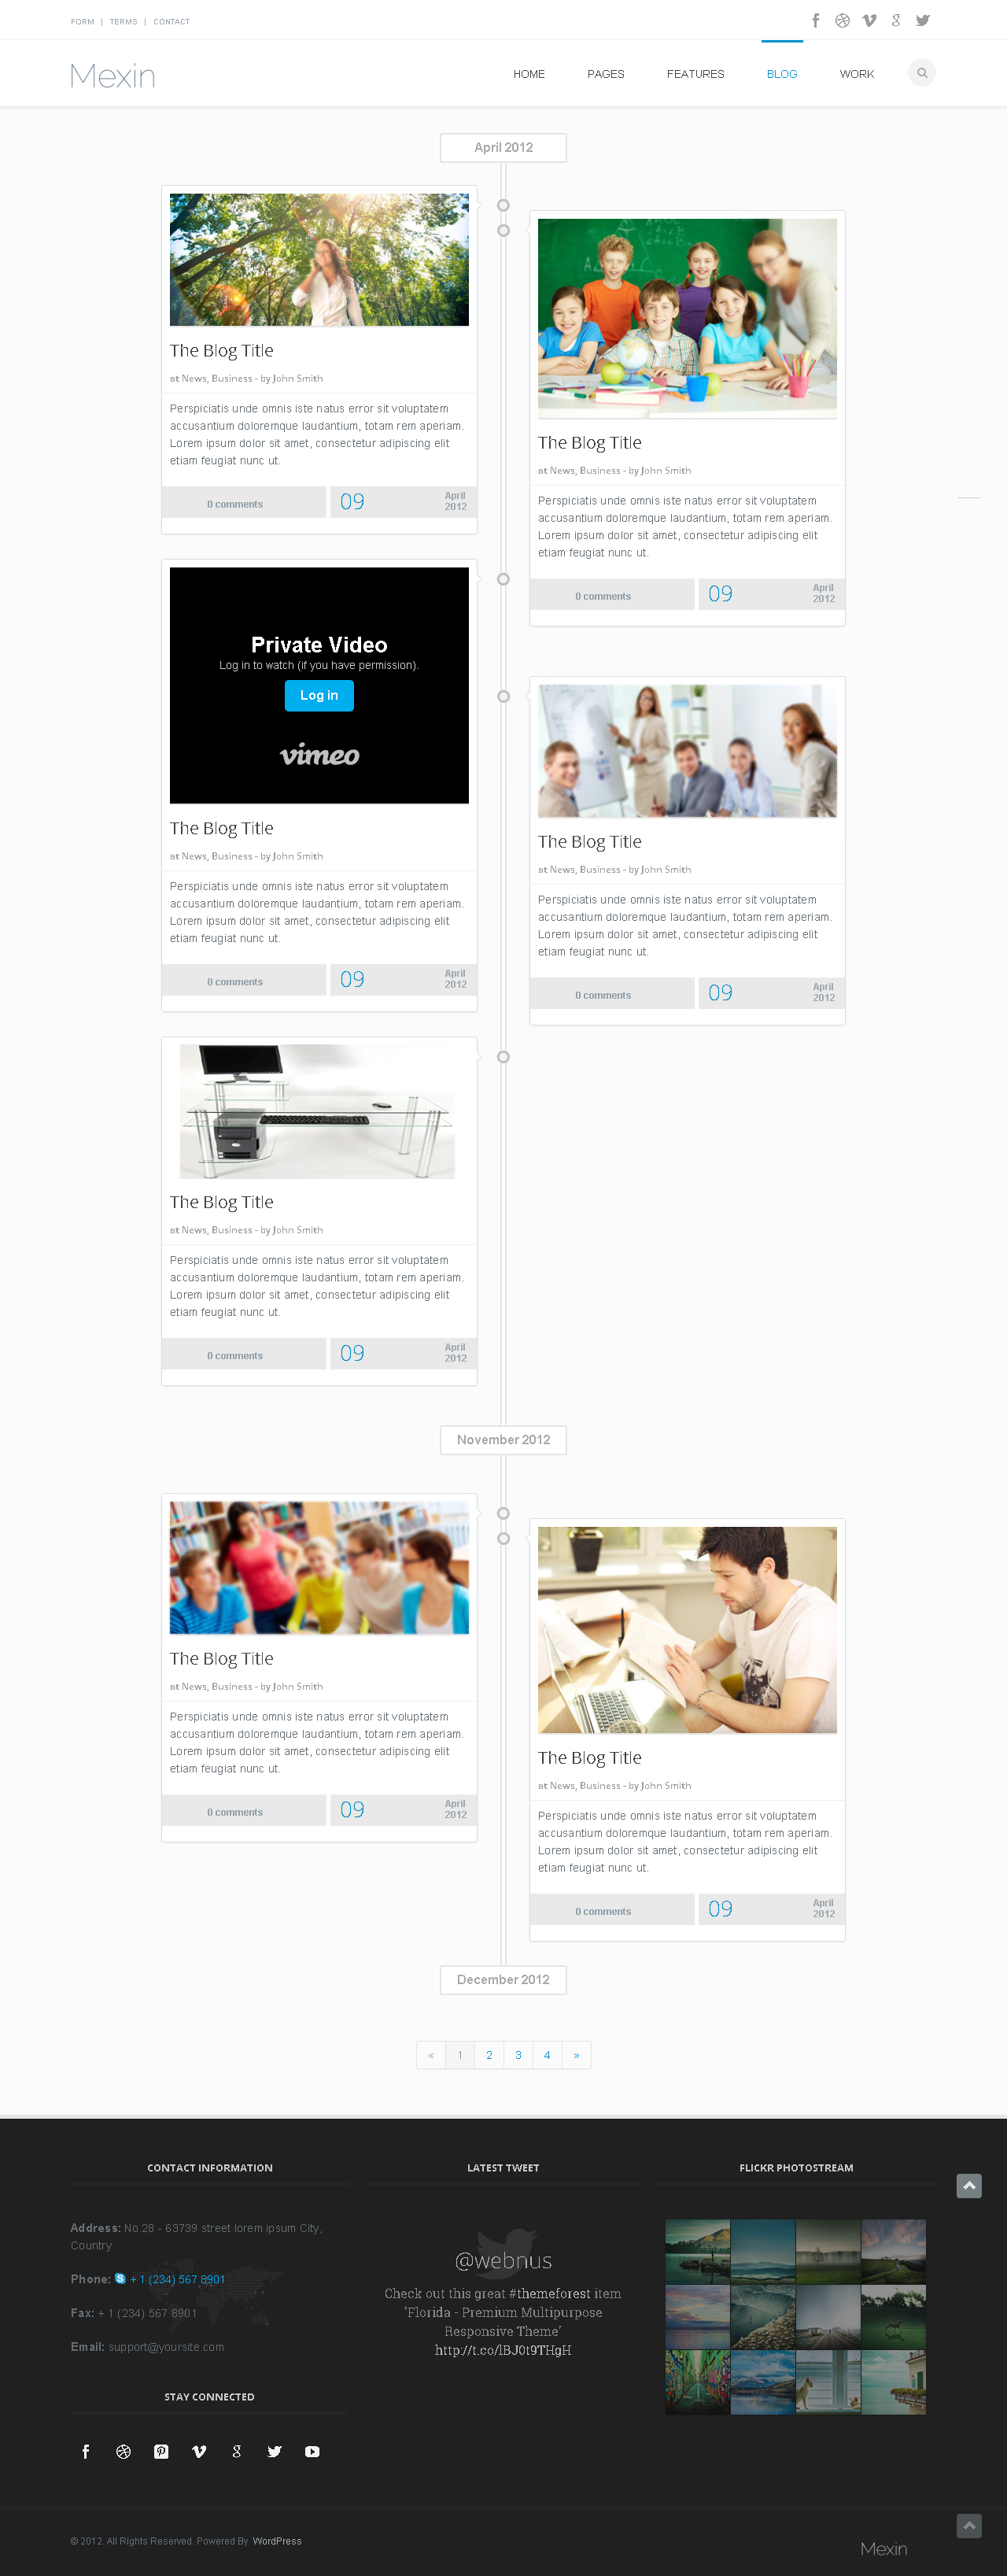 FORM | TERMS | CONTACT
Mexin
HOME PAGES FEATURES BLOG WORK
April 2012
The Blog Title
at News, Business - by John Smith
Perspiciatis unde omnis iste natus error sit voluptatem
accusantium doloremque laudantium, totam rem aperiam.
Lorem ipsum dolor sit amet, consectetur adipiscing elit
etiam feugiat nunc ut.
0 comments
09
April
2012
The Blog Title
at News, Business - by John Smith
Perspiciatis unde omnis iste natus error sit voluptatem
accusantium doloremque laudantium, totam rem aperiam.
Lorem ipsum dolor sit amet, consectetur adipiscing elit
etiam feugiat nunc ut.
0 comments
09
April
2012
Private Video
Log in to watch (if you have permission).
Log in
vimeo
The Blog Title
at News, Business - by John Smith
Perspiciatis unde omnis iste natus error sit voluptatem
accusantium doloremque laudantium, totam rem aperiam.
Lorem ipsum dolor sit amet, consectetur adipiscing elit
etiam feugiat nunc ut.
0 comments
09
April
2012
The Blog Title
at News, Business - by John Smith
Perspiciatis unde omnis iste natus error sit voluptatem
accusantium doloremque laudantium, totam rem aperiam.
Lorem ipsum dolor sit amet, consectetur adipiscing elit
etiam feugiat nunc ut.
0 comments
09
April
2012
The Blog Title
at News, Business - by John Smith
Perspiciatis unde omnis iste natus error sit voluptatem
accusantium doloremque laudantium, totam rem aperiam.
Lorem ipsum dolor sit amet, consectetur adipiscing elit
etiam feugiat nunc ut.
0 comments
09
April
2012
November 2012
The Blog Title
at News, Business - by John Smith
Perspiciatis unde omnis iste natus error sit voluptatem
accusantium doloremque laudantium, totam rem aperiam.
Lorem ipsum dolor sit amet, consectetur adipiscing elit
etiam feugiat nunc ut.
0 comments
09
April
2012
The Blog Title
at News, Business - by John Smith
Perspiciatis unde omnis iste natus error sit voluptatem
accusantium doloremque laudantium, totam rem aperiam.
Lorem ipsum dolor sit amet, consectetur adipiscing elit
etiam feugiat nunc ut.
0 comments
09
April
2012
December 2012
« 1 2 3 4 »
CONTACT INFORMATION
Address: No.28 - 63739 street lorem ipsum City,
Country
Phone: + 1 (234) 567 8901
Fax: + 1 (234) 567 8901
Email: support@yoursite.com
STAY CONNECTED
LATEST TWEET
@webnus
Check out this great #themeforest item
'Florida - Premium Multipurpose
Responsive Theme'
http://t.co/lBJ0t9THgH
FLICKR PHOTOSTREAM
© 2012. All Rights Reserved. Powered By WordPress
Mexin